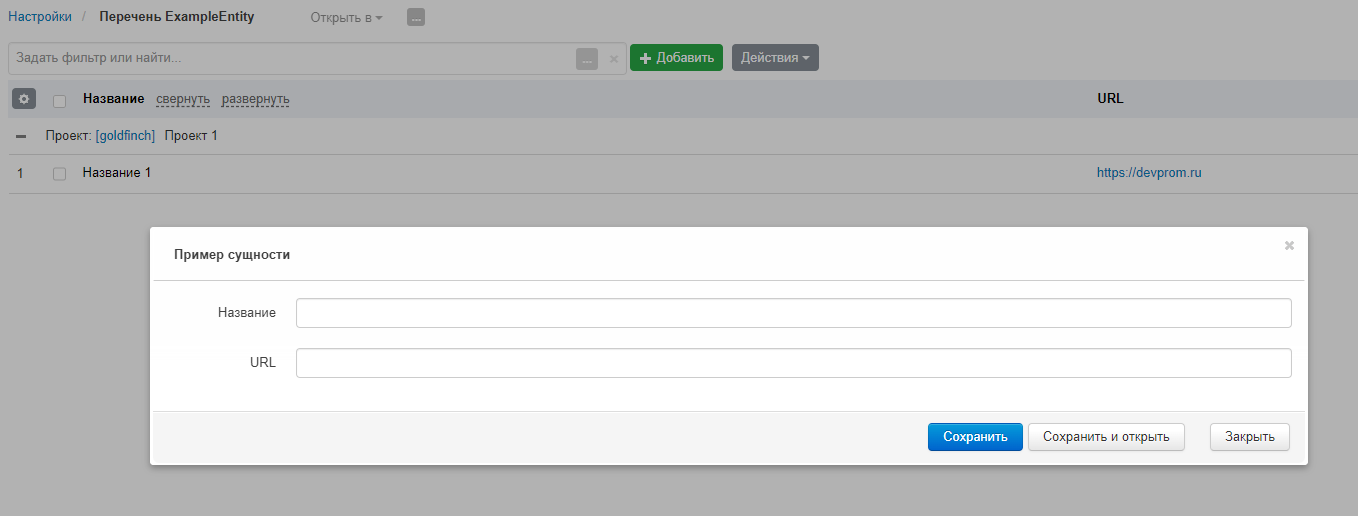 Настройки / Перечень ExampleEntity Открыть в ...
Задать фильтр или найти... ... × Добавить Действия
Название свернуть развернуть URL
Проект: [goldfinch] Проект 1
1 Название 1 https://devprom.ru
Пример сущности ×
Название
URL
Сохранить Сохранить и открыть Закрыть